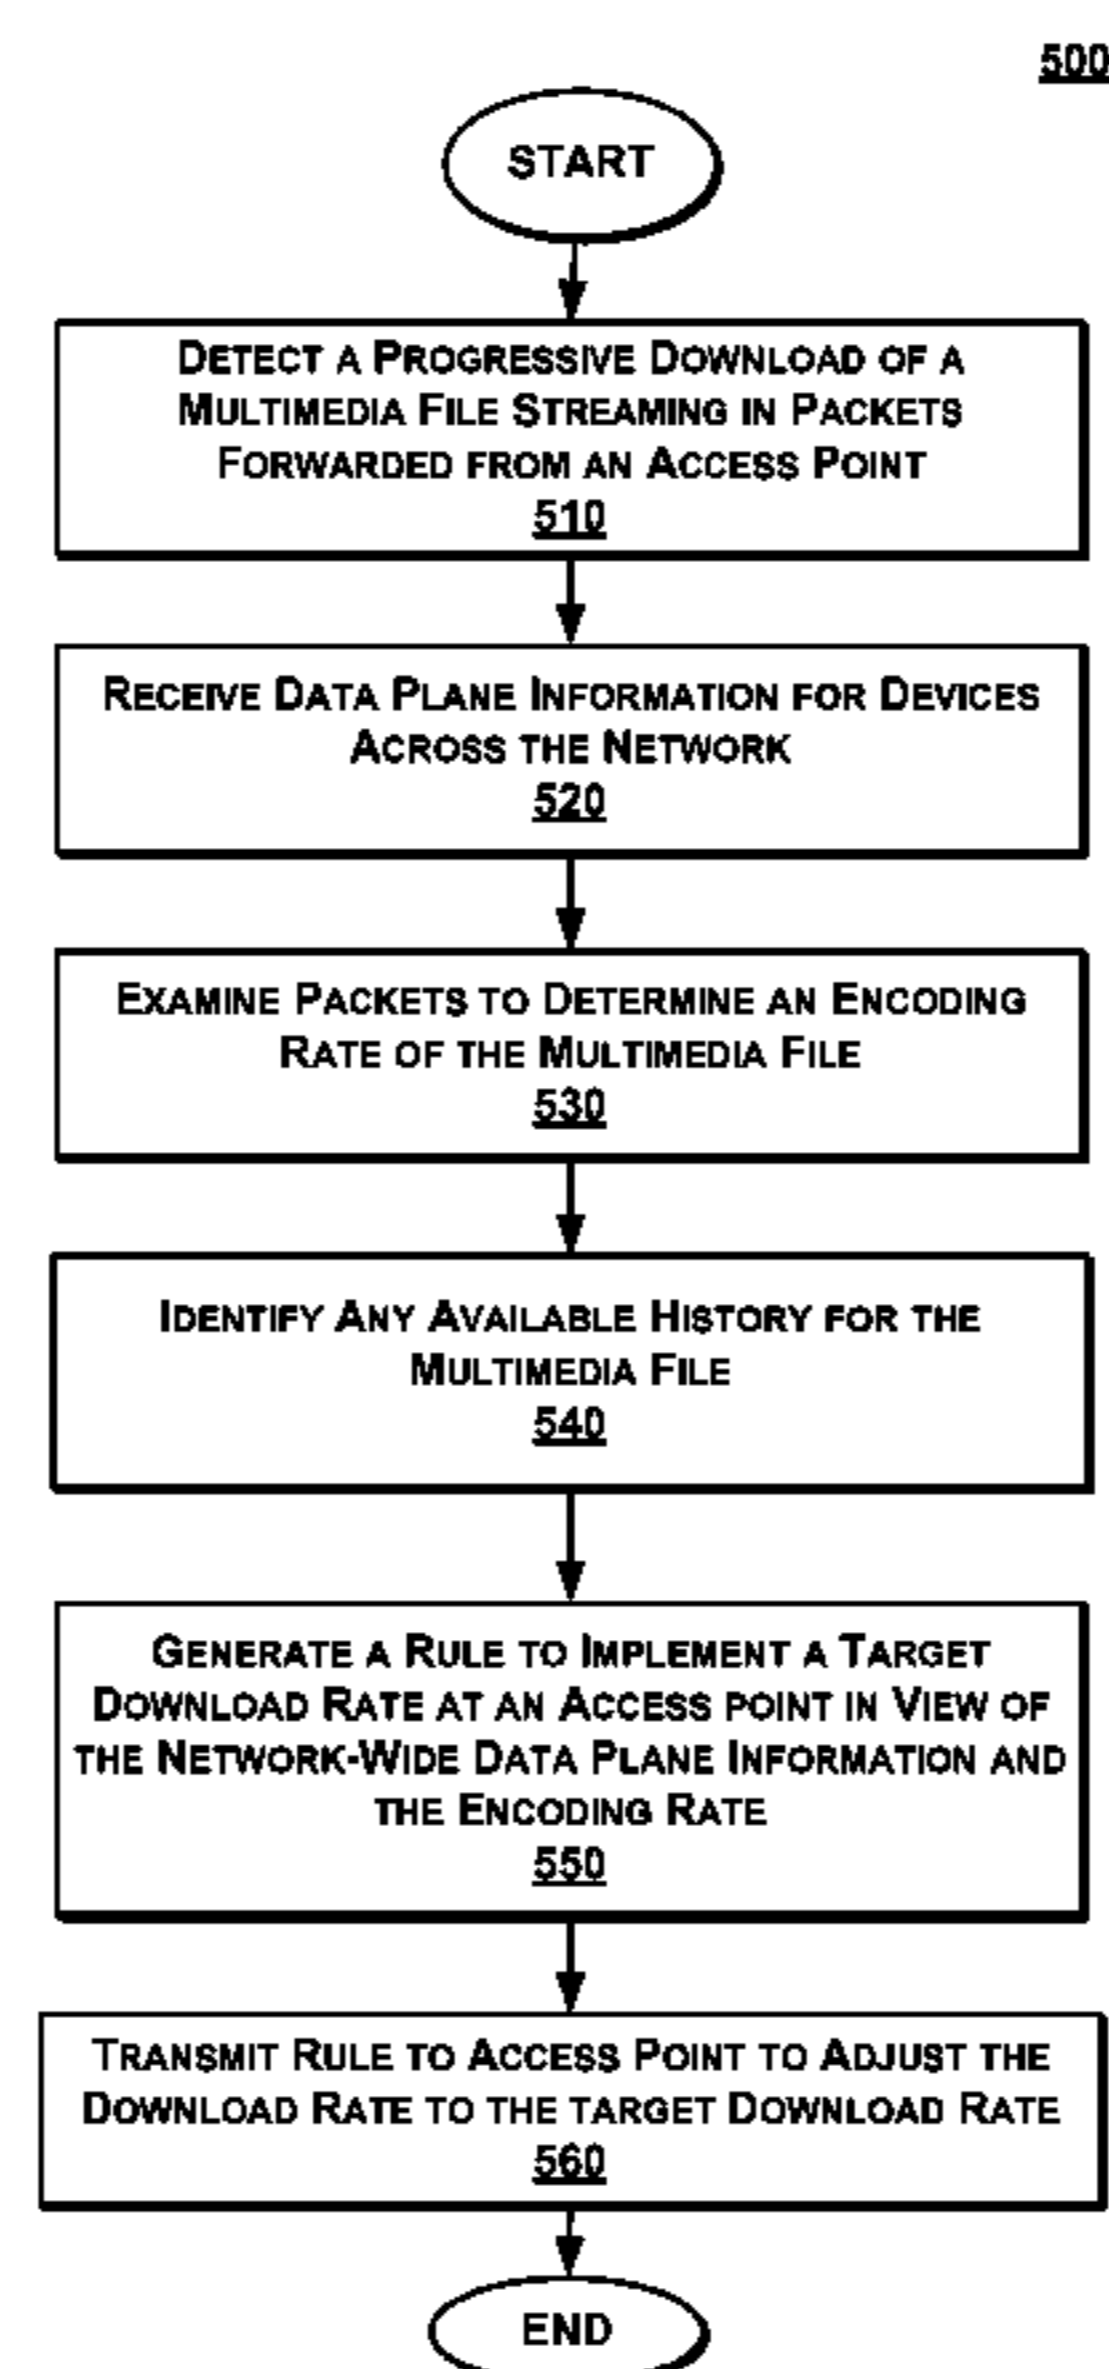 500
START
DETECT A PROGRESSIVE DOWNLOAD OF A
MULTIMEDIA FILE STREAMING IN PACKETS
FORWARDED FROM AN ACCESS POINT
510
RECEIVE DATA PLANE INFORMATION FOR DEVICES
ACROSS THE NETWORK
520
EXAMINE PACKETS TO DETERMINE AN ENCODING
RATE OF THE MULTIMEDIA FILE
530
IDENTIFY ANY AVAILABLE HISTORY FOR THE
MULTIMEDIA FILE
540
GENERATE A RULE TO IMPLEMENT A TARGET
DOWNLOAD RATE AT AN ACCESS POINT IN VIEW OF
THE NETWORK-WIDE DATA PLANE INFORMATION AND
THE ENCODING RATE
550
TRANSMIT RULE TO ACCESS POINT TO ADJUST THE
DOWNLOAD RATE TO THE TARGET DOWNLOAD RATE
560
END